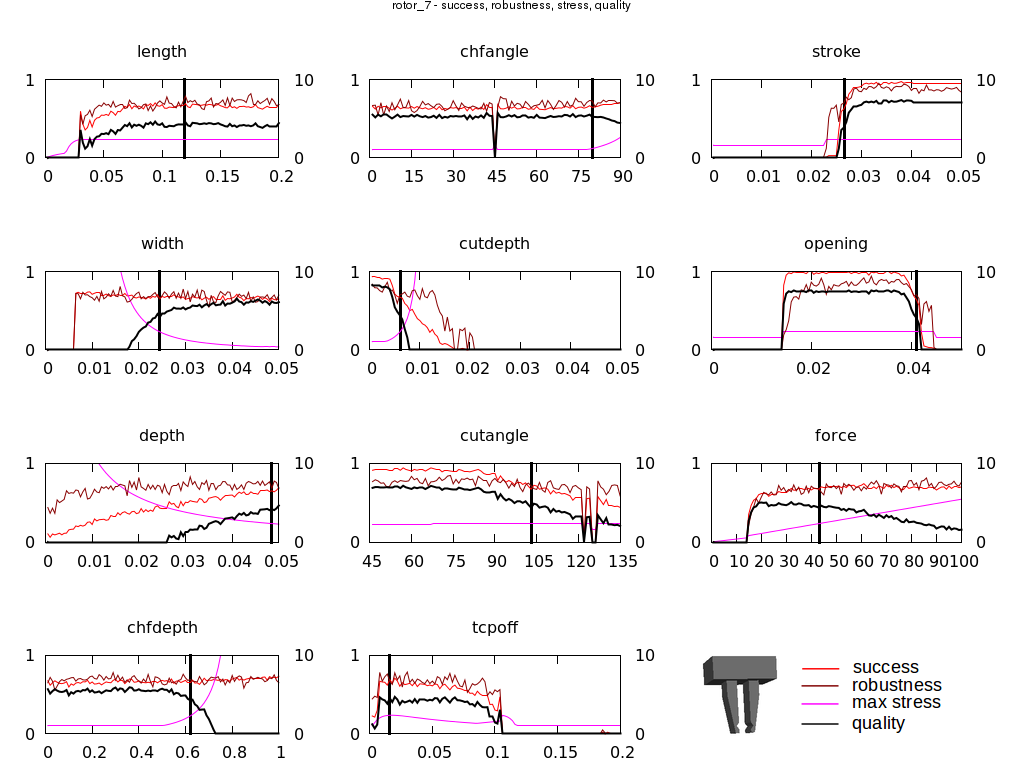 rotor_7 - success, robustness, stress, quality
length chfangle stroke
1 10 1 10 1 10
0 0 0 0 0 0
0 0.05 0.1 0.15 0.2 0 15 30 45 60 75 90 0 0.01 0.02 0.03 0.04 0.05
width cutdepth opening
1 10 1 10 1 10
0 0 0 0 0 0
0 0.01 0.02 0.03 0.04 0.05 0 0.01 0.02 0.03 0.04 0.05 0 0.02 0.04
depth cutangle force
1 10 1 10 1 10
0 0 0 0 0 0
0 0.01 0.02 0.03 0.04 0.05 45 60 75 90 105 120 135 0 10 20 30 40 50 60 70 80 90100
chfdepth tcpoff
1 10 1 10
0 0 0 0
0 0.2 0.4 0.6 0.8 1 0 0.05 0.1 0.15 0.2
success
robustness
max stress
quality